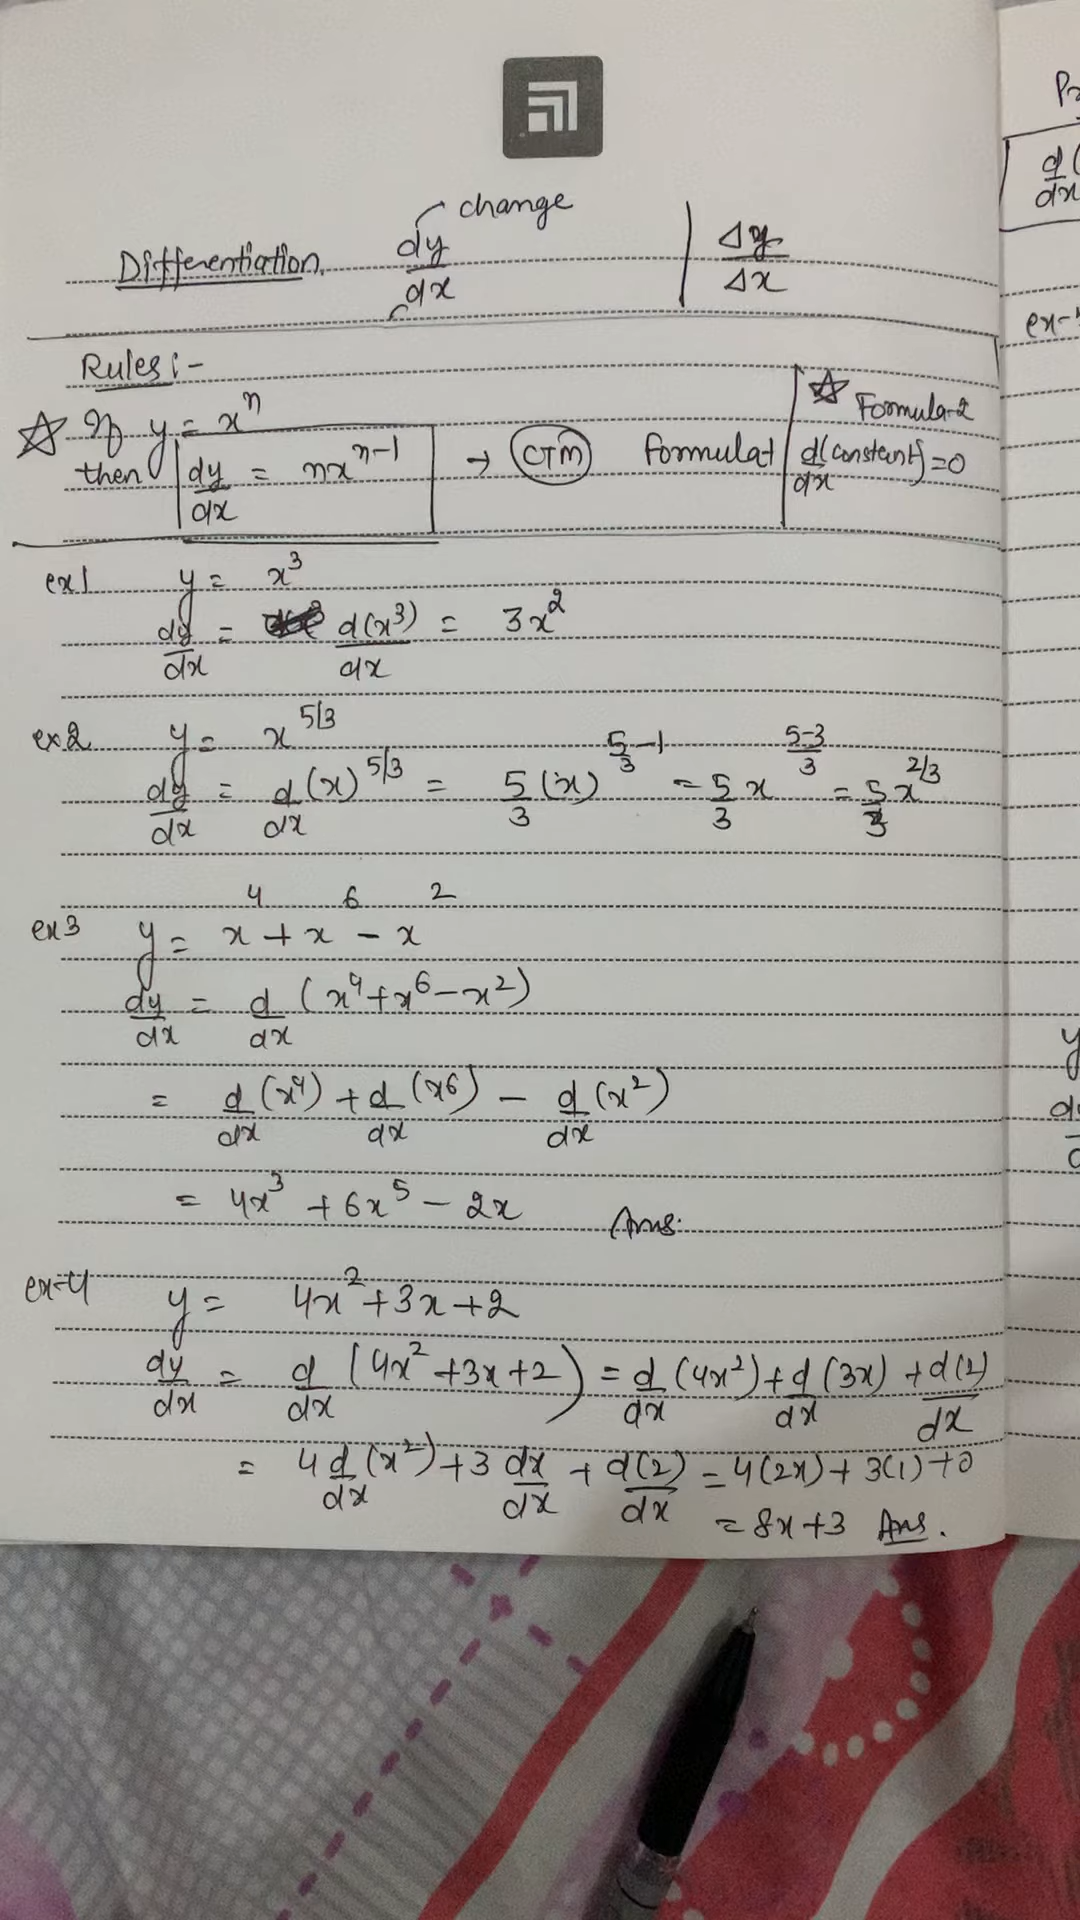 change
Differentiation. dy/dx | Δy/Δx
Rules :-
☆ If y = x^n ☆ Formula-2
then dy/dx = nx^(n-1) → CTM Formula1 d/dx (constant) = 0
ex1 y = x^3
dy/dx = d(x^3)/dx = 3x^2
ex2 y = x^(5/3)
dy/dx = d/dx (x)^(5/3) = 5/3 (x)^(5/3 -1) = 5/3 x^((5-3)/3) = 5/3 x^(2/3)
ex3 y = x^4 + x^6 - x^2
dy/dx = d/dx (x^4+x^6-x^2)
= d/dx (x^4) + d/dx (x^6) - d/dx (x^2)
= 4x^3 + 6x^5 - 2x Ans.
ex-4 y = 4x^2+3x+2
dy/dx = d/dx (4x^2+3x+2) = d/dx (4x^2) + d/dx (3x) + d(2)/dx
= 4 d/dx (x^2) + 3 dx/dx + d(2)/dx = 4(2x) + 3(1) + 0
= 8x+3 Ans.
d/dx (
ex-
y